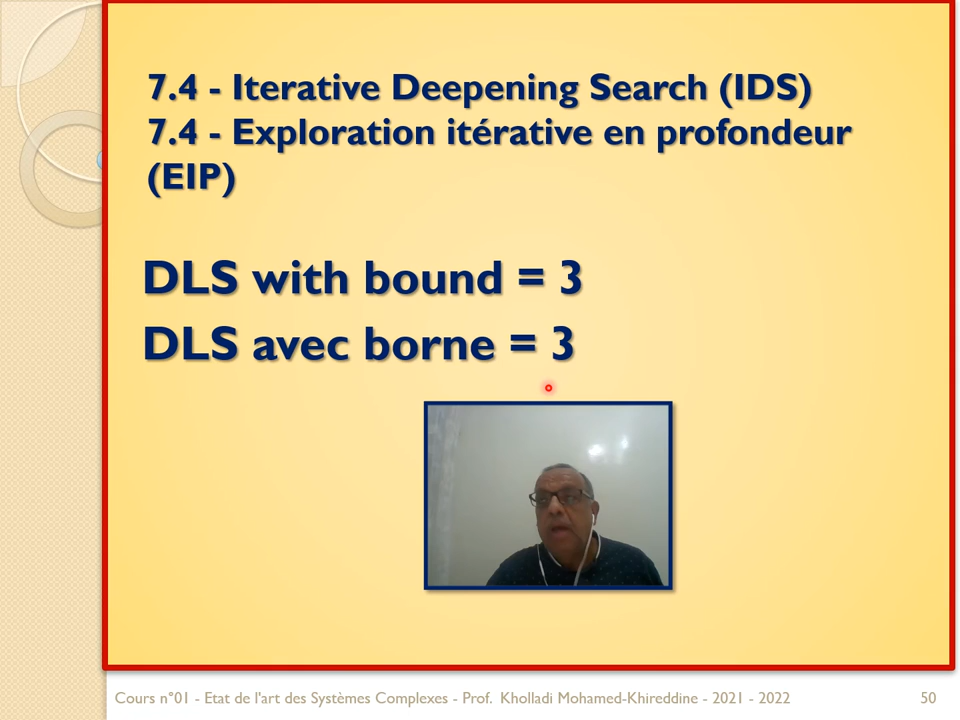 7.4 - Iterative Deepening Search (IDS)
7.4 - Exploration itérative en profondeur
(EIP)
DLS with bound = 3
DLS avec borne = 3
Cours n°01 - Etat de l'art des Systèmes Complexes - Prof. Kholladi Mohamed-Khireddine - 2021 - 2022 50